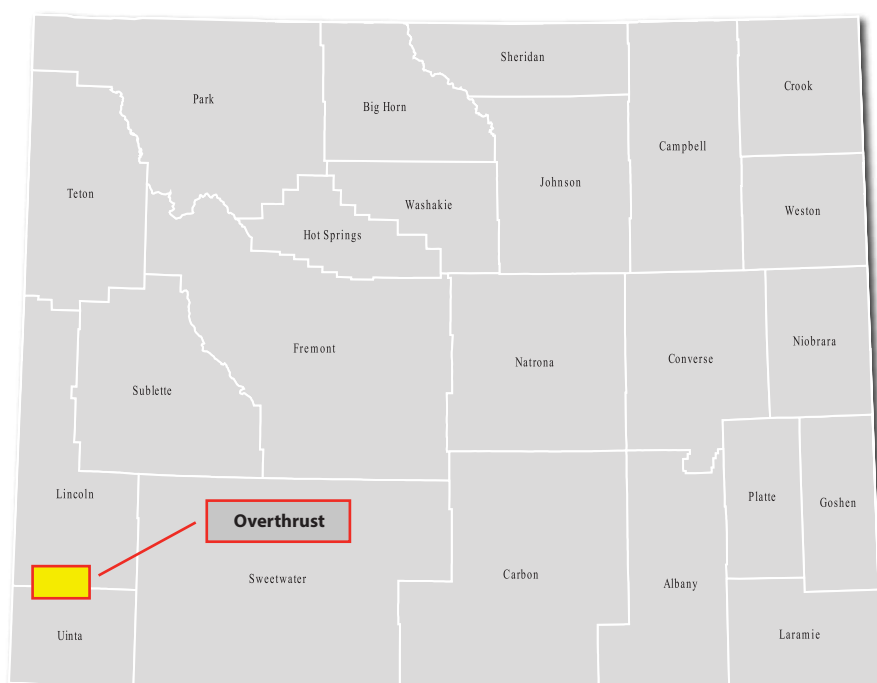 Sheridan
Crook
Park
Big Horn
Campbell
Johnson
Teton
Washakie
Weston
Hot Springs
Fremont
Niobrara
Converse
Natrona
Sublette
Lincoln
Platte
Goshen
Overthrust
Sweetwater
Carbon
Albany
Uinta
Laramie